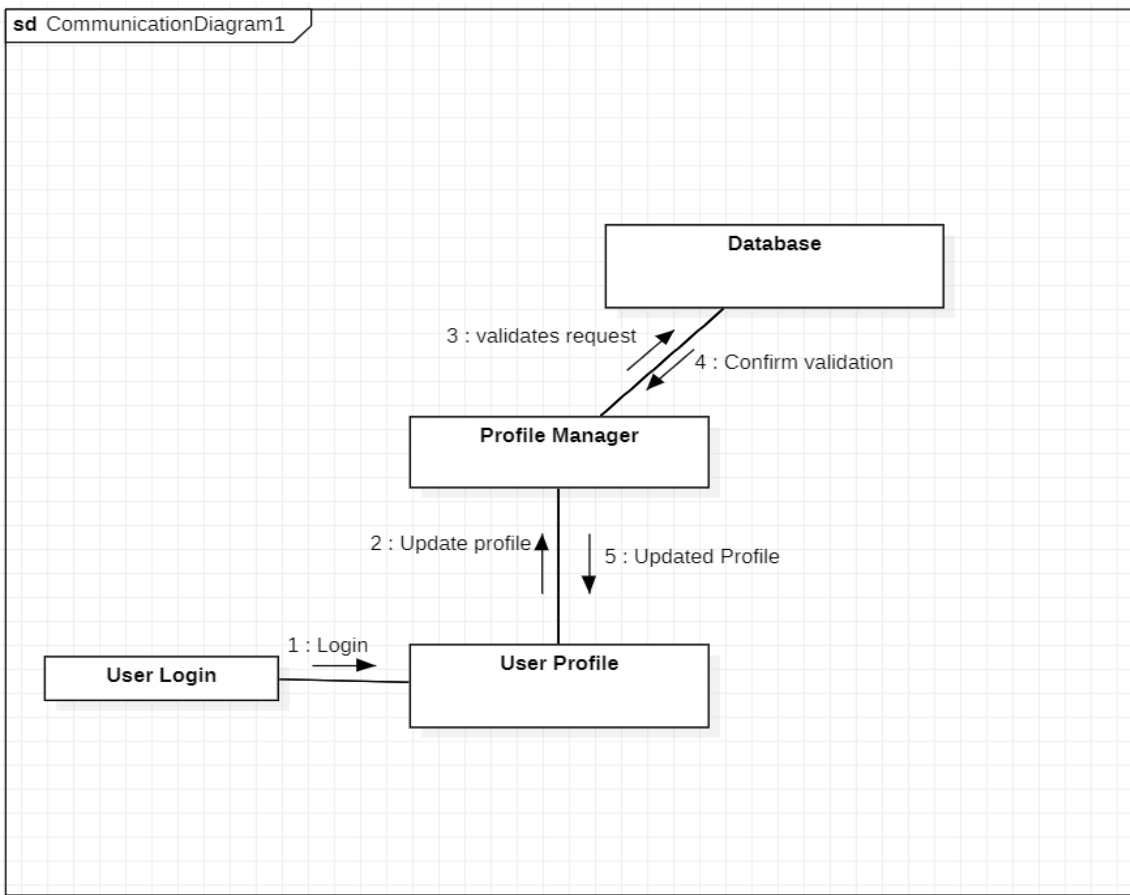 sd CommunicationDiagram1
Database
3 : validates request
4 : Confirm validation
Profile Manager
2 : Update profile
5 : Updated Profile
1 : Login
User Login
User Profile